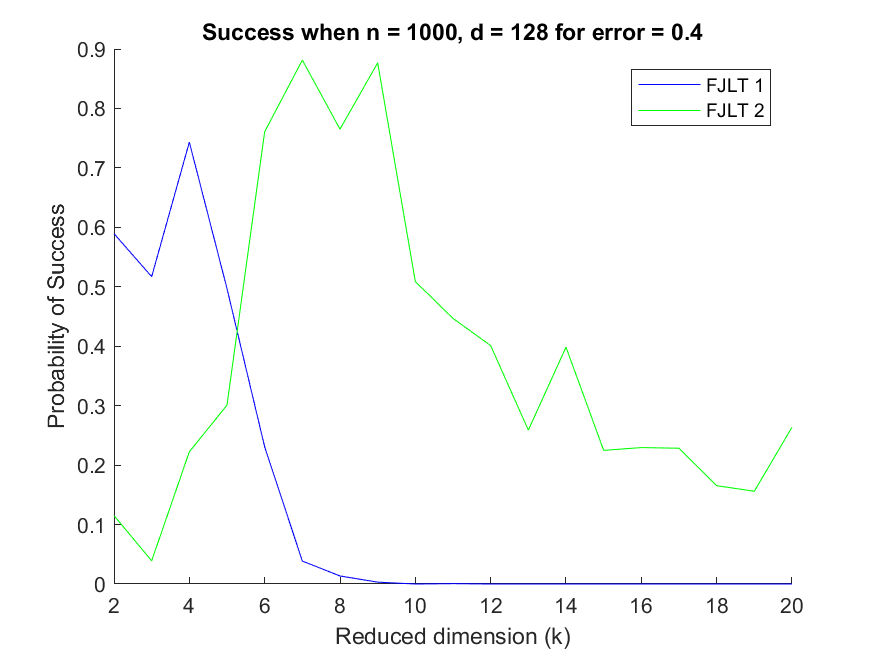 Success when n = 1000, d = 128 for error = 0.4
FJLT 1
FJLT 2
Probability of Success
0.9
0.8
0.7
0.6
0.5
0.4
0.3
0.2
0.1
0
2 4 6 8 10 12 14 16 18 20
Reduced dimension (k)